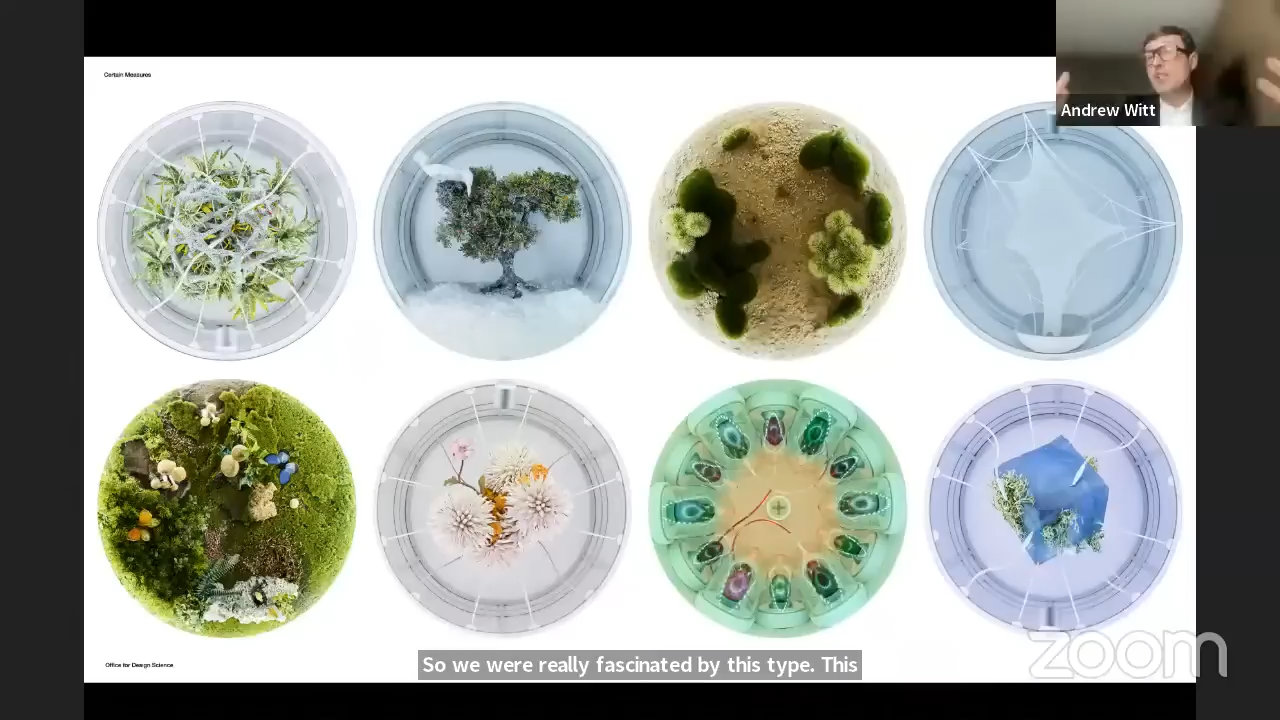 Certain Measures
Andrew Witt
Office for Design Science
So we were really fascinated by this type. This
zoom